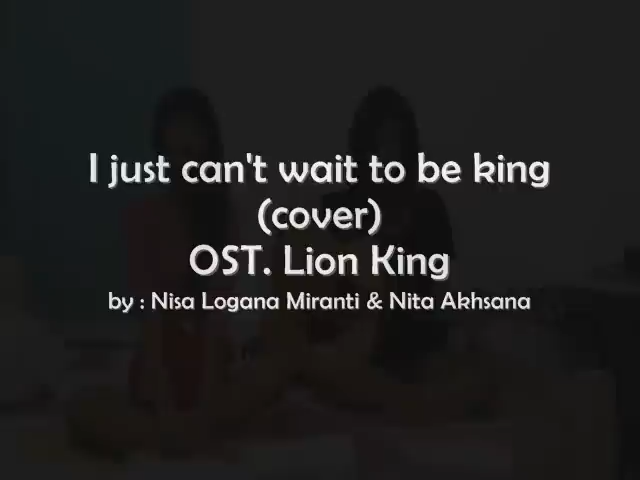 I just can't wait to be king
(cover)
OST. Lion King
by : Nisa Logana Miranti & Nita Akhsana